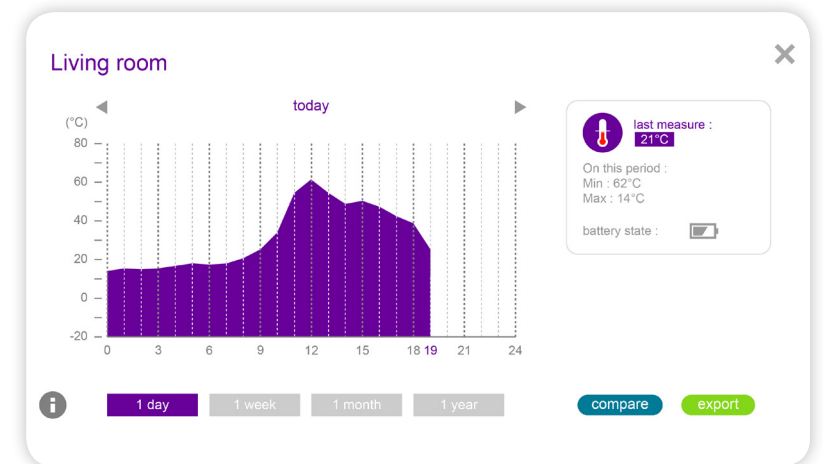 Living room
today
(°C)
80
60
40
20
0
-20
0 3 6 9 12 15 18 19 21 24
last measure :
21°C
On this period :
Min : 62°C
Max : 14°C
battery state :
1 day 1 week 1 month 1 year
compare export